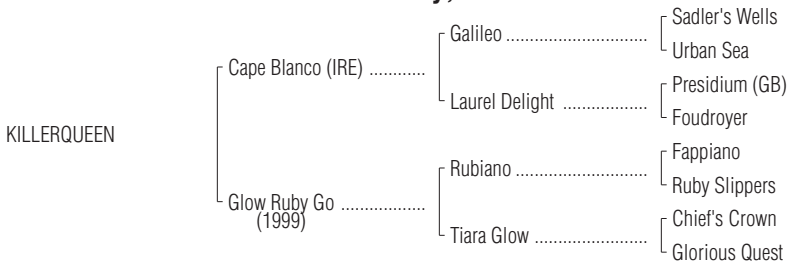 Sadler's Wells
Galileo ................................
Urban Sea
Cape Blanco (IRE) ............
Presidium (GB)
Laurel Delight ...................
Foudroyer
KILLERQUEEN
Fappiano
Rubiano ..............................
Ruby Slippers
Glow Ruby Go ..................
(1999)
Chief's Crown
Tiara Glow .........................
Glorious Quest